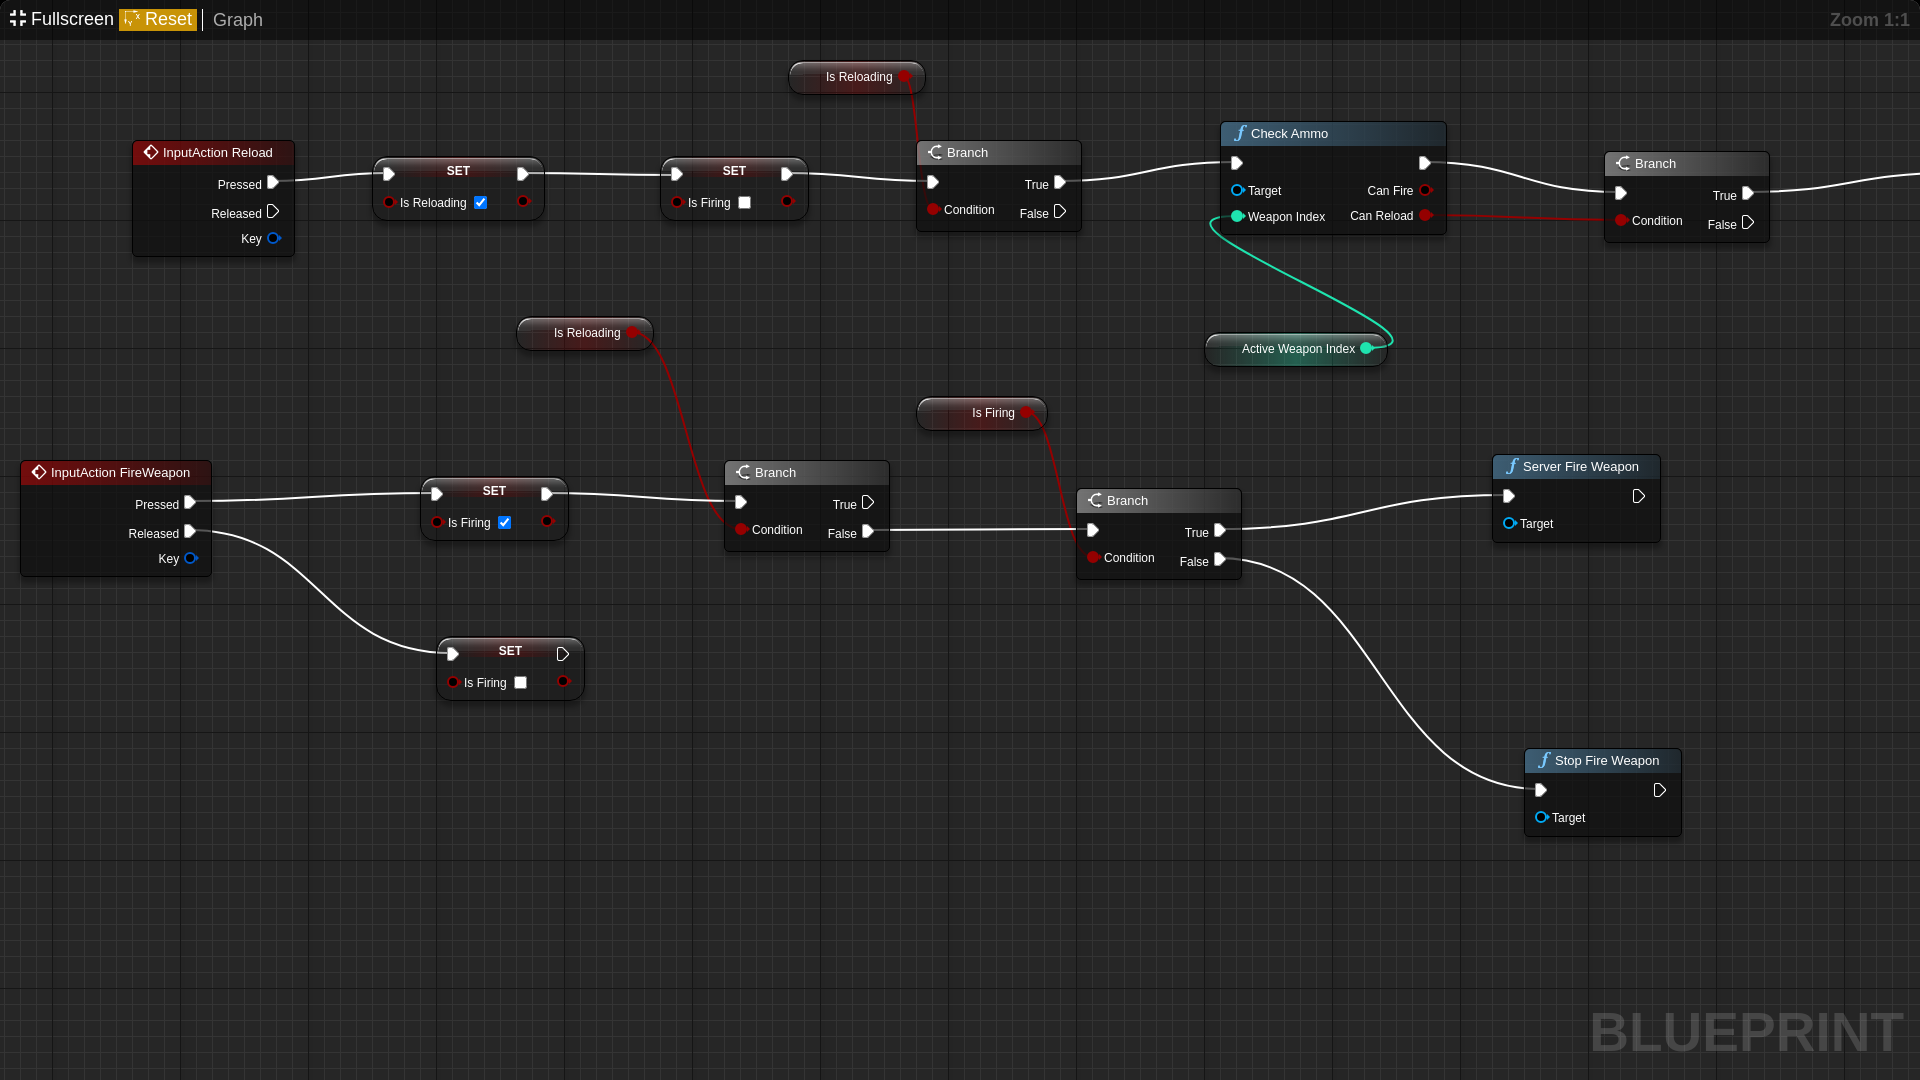 Fullscreen Reset Graph
Zoom 1:1
Is Reloading
InputAction Reload
Pressed
Released
Key
SET
Is Reloading
SET
Is Firing
Branch
True
Condition
False
Check Ammo
Target
Can Fire
Weapon Index
Can Reload
Branch
True
Condition
False
Is Reloading
Active Weapon Index
Is Firing
InputAction FireWeapon
Pressed
Released
Key
SET
Is Firing
Branch
True
Condition
False
Branch
True
Condition
False
Server Fire Weapon
Target
SET
Is Firing
Stop Fire Weapon
Target
BLUEPRINT